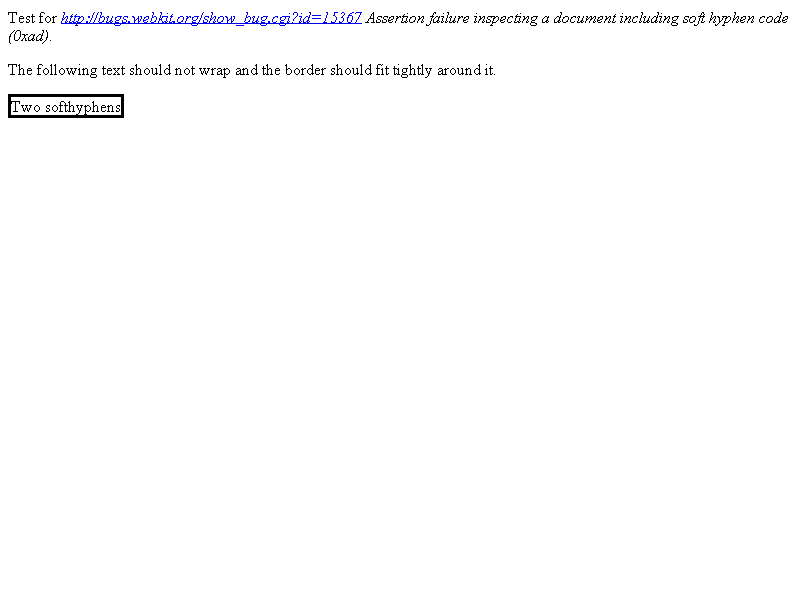 Test for http://bugs.webkit.org/show_bug.cgi?id=15367 Assertion failure inspecting a document including soft hyphen code
(0xad).
The following text should not wrap and the border should fit tightly around it.
Two softhyphens